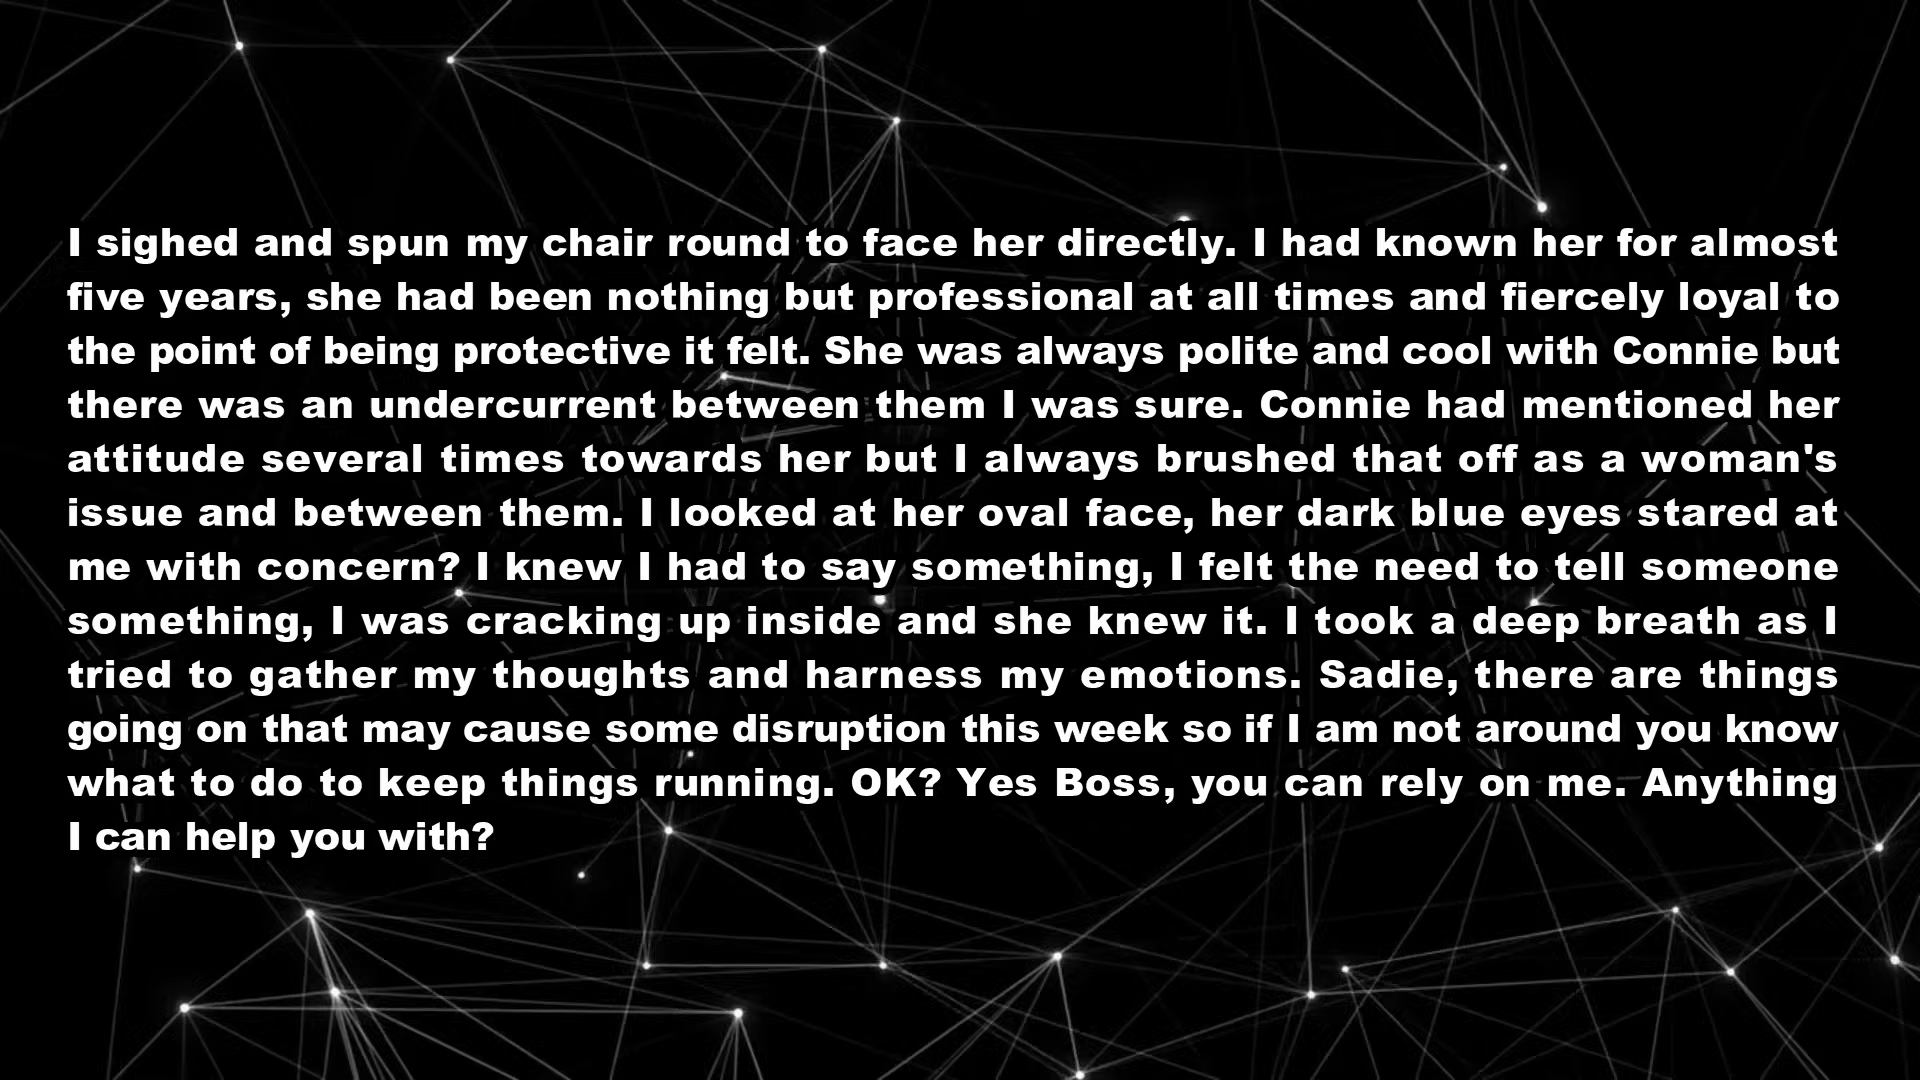 I sighed and spun my chair round to face her directly. I had known her for almost
five years, she had been nothing but professional at all times and fiercely loyal to
the point of being protective it felt. She was always polite and cool with Connie but
there was an undercurrent between them I was sure. Connie had mentioned her
attitude several times towards her but I always brushed that off as a woman's
issue and between them. I looked at her oval face, her dark blue eyes stared at
me with concern? I knew I had to say something, I felt the need to tell someone
something, I was cracking up inside and she knew it. I took a deep breath as I
tried to gather my thoughts and harness my emotions. Sadie, there are things
going on that may cause some disruption this week so if I am not around you know
what to do to keep things running. OK? Yes Boss, you can rely on me. Anything
I can help you with?